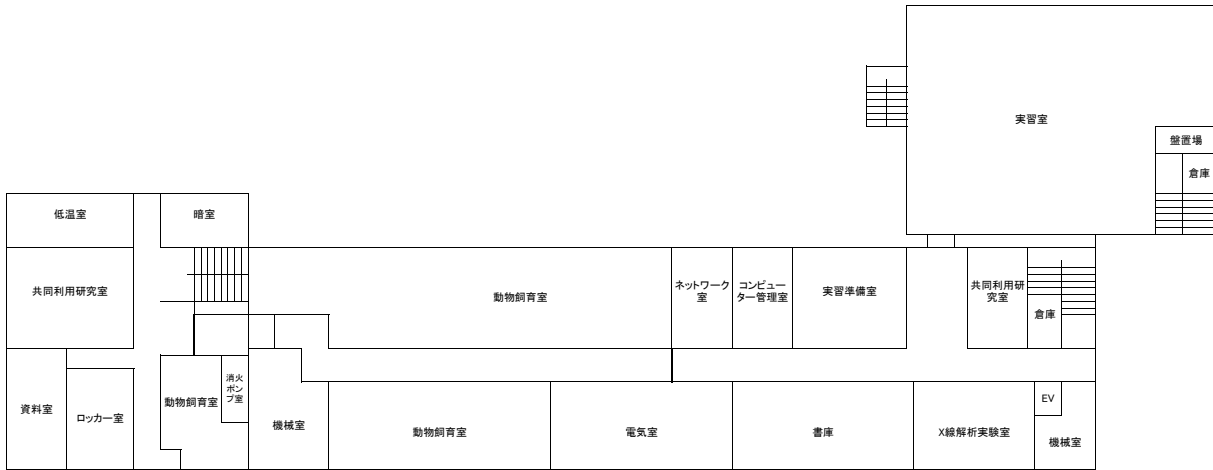 実習室
盤置場
倉庫
低温室
暗室
共同利用研究室
動物飼育室
ネットワーク
室
コンピュー
ター管理室
実習準備室
共同利用研
究室
倉庫
資料室
ロッカー室
動物飼育室
消火
ポン
プ室
機械室
動物飼育室
電気室
書庫
X線解析実験室
EV
機械室